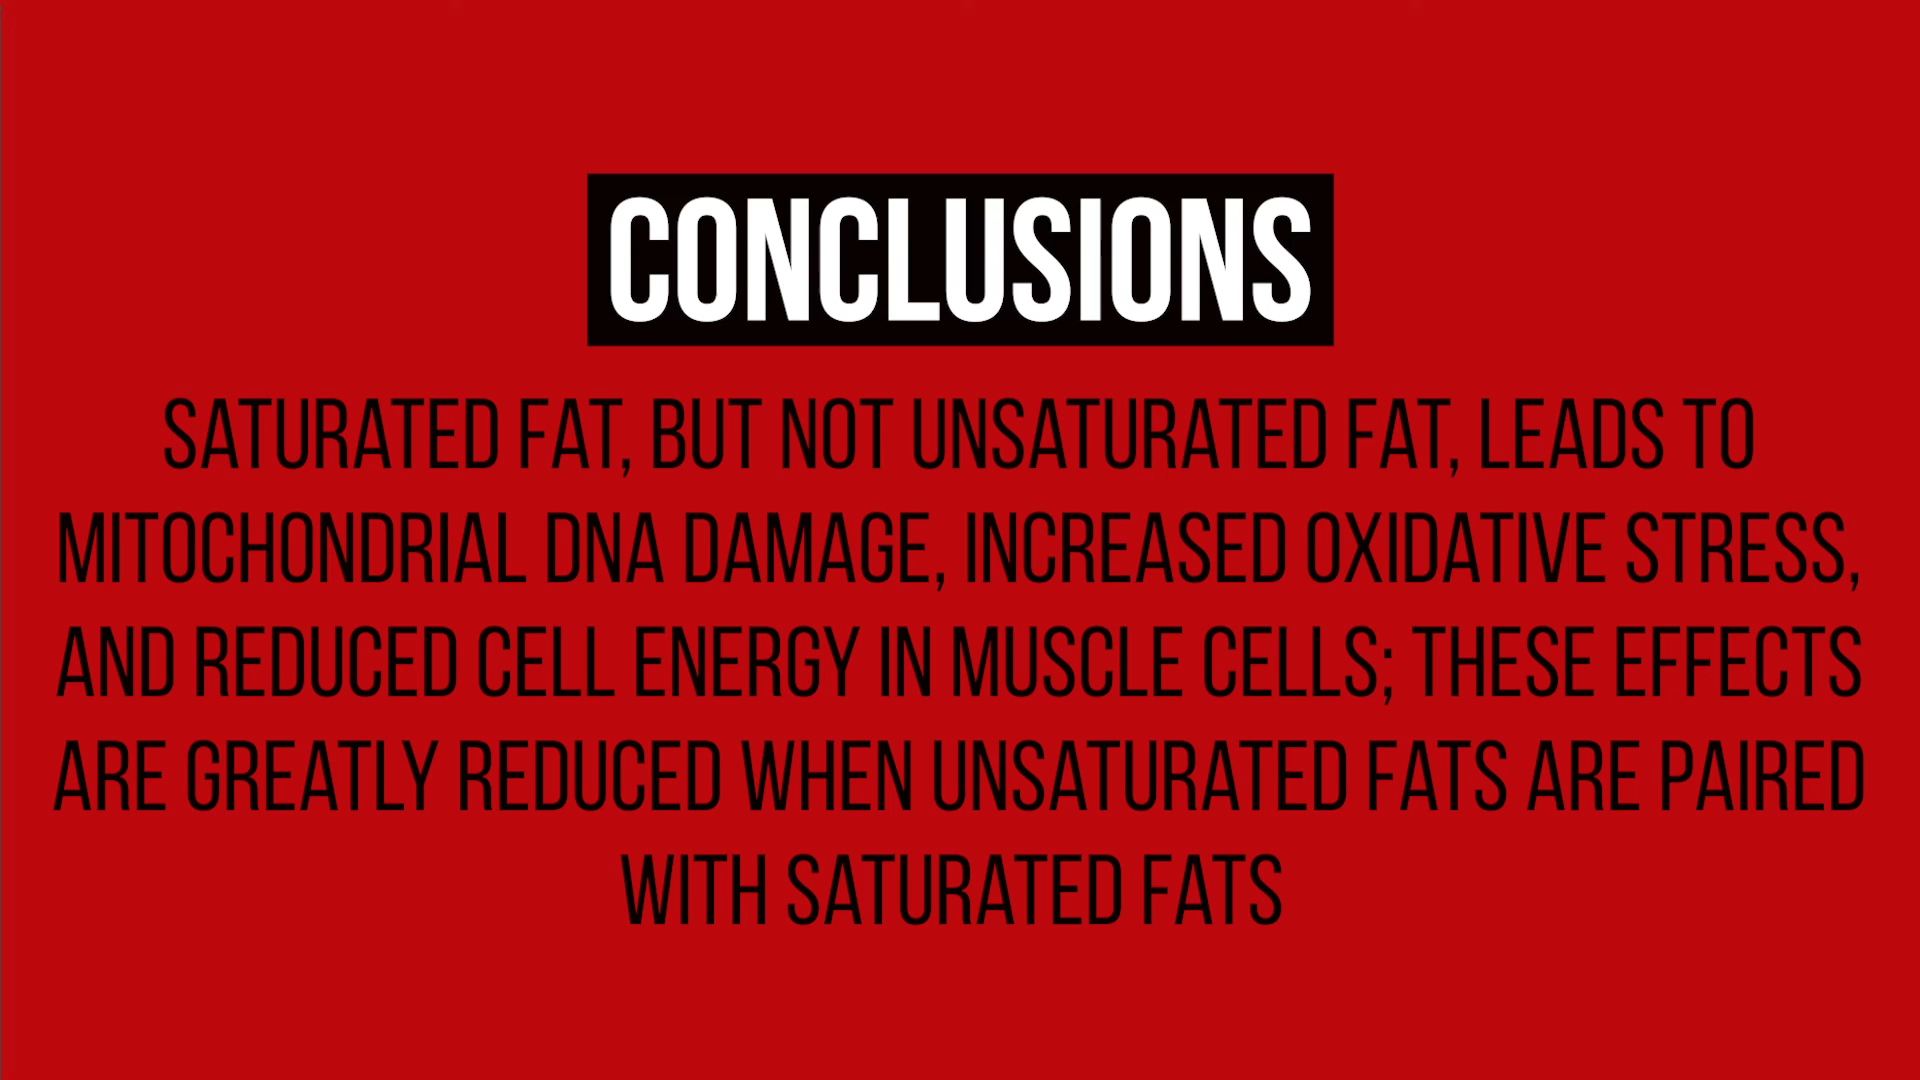 CONCLUSIONS
SATURATED FAT, BUT NOT UNSATURATED FAT, LEADS TO
MITOCHONDRIAL DNA DAMAGE, INCREASED OXIDATIVE STRESS,
AND REDUCED CELL ENERGY IN MUSCLE CELLS; THESE EFFECTS
ARE GREATLY REDUCED WHEN UNSATURATED FATS ARE PAIRED
WITH SATURATED FATS